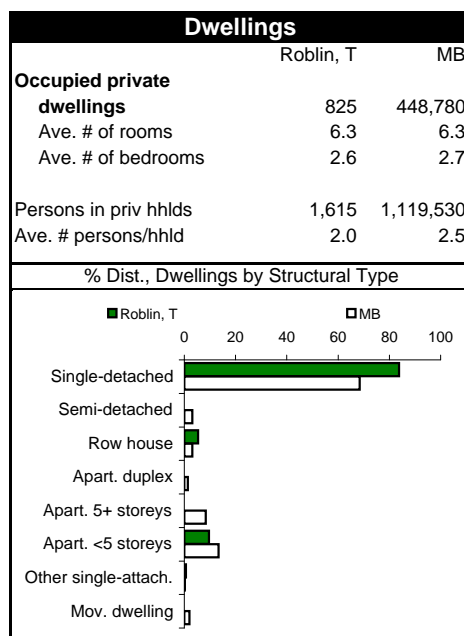 Dwellings
Roblin, T MB
Occupied private
dwellings 825 448,780
Ave. # of rooms 6.3 6.3
Ave. # of bedrooms 2.6 2.7
Persons in priv hhlds 1,615 1,119,530
Ave. # persons/hhld 2.0 2.5
% Dist., Dwellings by Structural Type
Roblin, T MB
0 20 40 60 80 100
Single-detached
Semi-detached
Row house
Apart. duplex
Apart. 5+ storeys
Apart. <5 storeys
Other single-attach.
Mov. dwelling